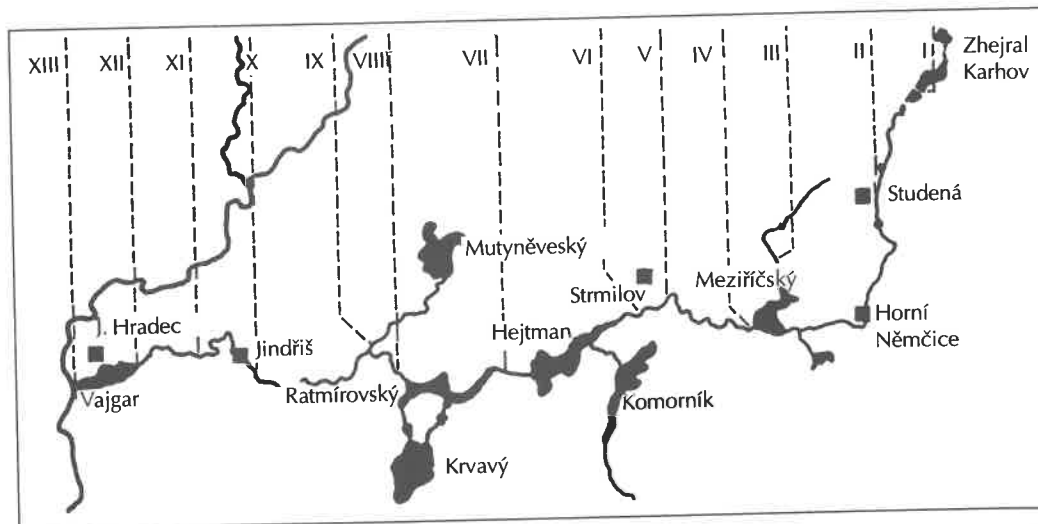 XIII XII XI X IX VIIII VII VI V IV III II I
Zhejral
Karhov
Studená
Mutyněveský
Meziříčský
Strmilov
J. Hradec
Hejtman
Horní
Němčice
Jindřiš
Ratmírovský
Vajgar
Komorník
Krvavý